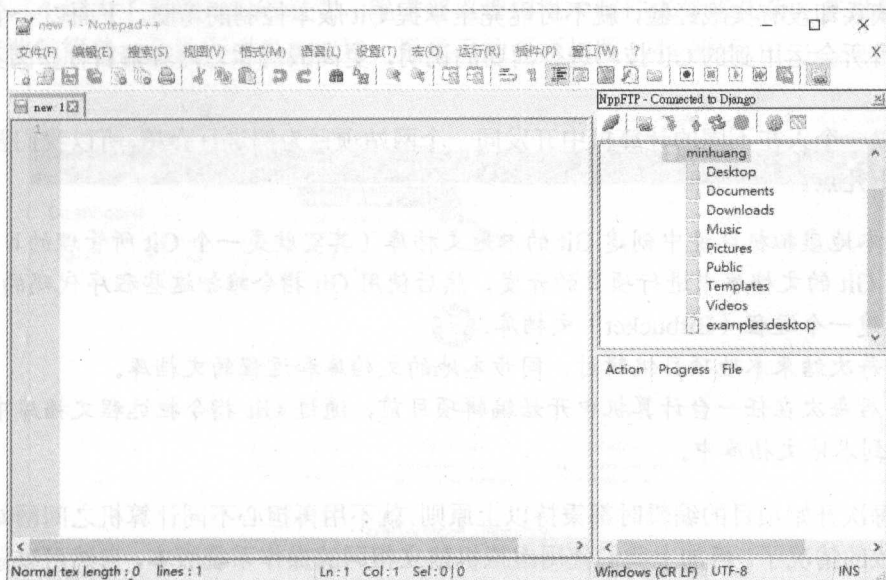 new 1 - Notepad++
文件(F) 编辑(E) 搜索(S) 视图(V) 格式(M) 语言(L) 设置(T) 宏(O) 运行(R) 插件(P) 窗口(W) ? X
new 1
NppFTP - Connected to Django
1
minhuang
Desktop
Documents
Downloads
Music
Pictures
Public
Templates
Videos
examples.desktop
Action Progress File
Normal tex length : 0 lines : 1 Ln : 1 Col : 1 Sel : 0 | 0 Windows (CR LF) UTF-8 INS